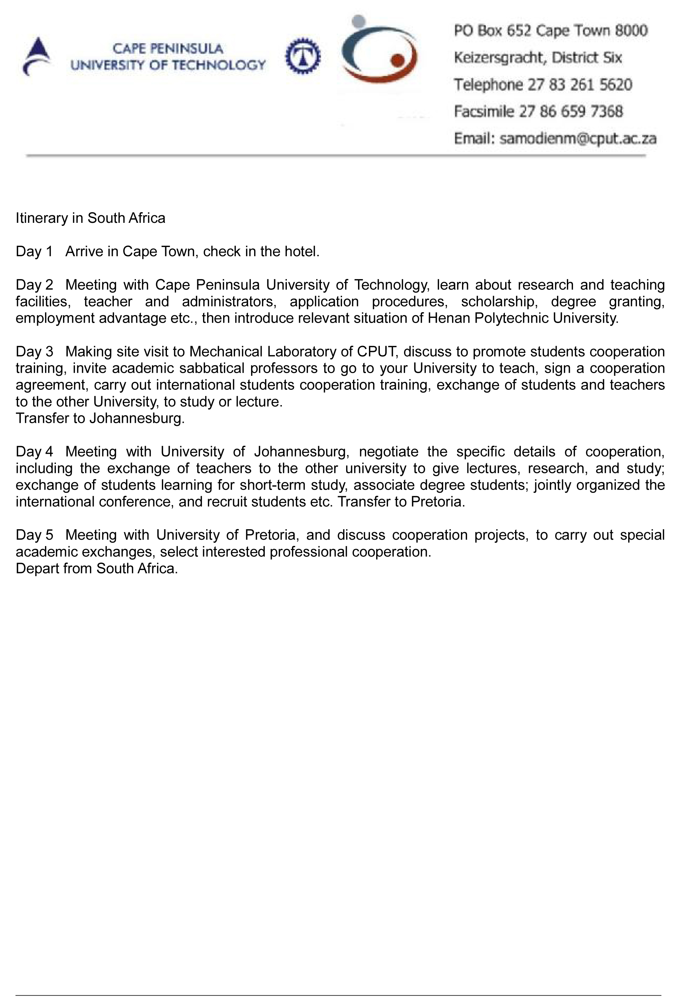 CAPE PENINSULA
UNIVERSITY OF TECHNOLOGY
PO Box 652 Cape Town 8000
Keizersgracht, District Six
Telephone 27 83 261 5620
Facsimile 27 86 659 7368
Email: samodienm@cput.ac.za
Itinerary in South Africa
Day 1 Arrive in Cape Town, check in the hotel.
Day 2 Meeting with Cape Peninsula University of Technology, learn about research and teaching
facilities, teacher and administrators, application procedures, scholarship, degree granting,
employment advantage etc., then introduce relevant situation of Henan Polytechnic University.
Day 3 Making site visit to Mechanical Laboratory of CPUT, discuss to promote students cooperation
training, invite academic sabbatical professors to go to your University to teach, sign a cooperation
agreement, carry out international students cooperation training, exchange of students and teachers
to the other University, to study or lecture.
Transfer to Johannesburg.
Day 4 Meeting with University of Johannesburg, negotiate the specific details of cooperation,
including the exchange of teachers to the other university to give lectures, research, and study;
exchange of students learning for short-term study, associate degree students; jointly organized the
international conference, and recruit students etc. Transfer to Pretoria.
Day 5 Meeting with University of Pretoria, and discuss cooperation projects, to carry out special
academic exchanges, select interested professional cooperation.
Depart from South Africa.